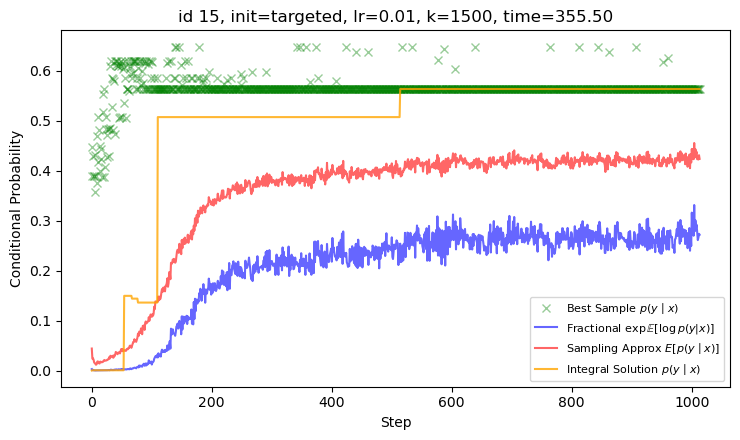 id 15, init=targeted, lr=0.01, k=1500, time=355.50
Conditional Probability
0.6
0.5
0.4
0.3
0.2
0.1
0.0
0
200
400
600
800
1000
Step
Best Sample p(y | x)
Fractional exp𝔼[log p(y|x)]
Sampling Approx E[p(y | x)]
Integral Solution p(y | x)